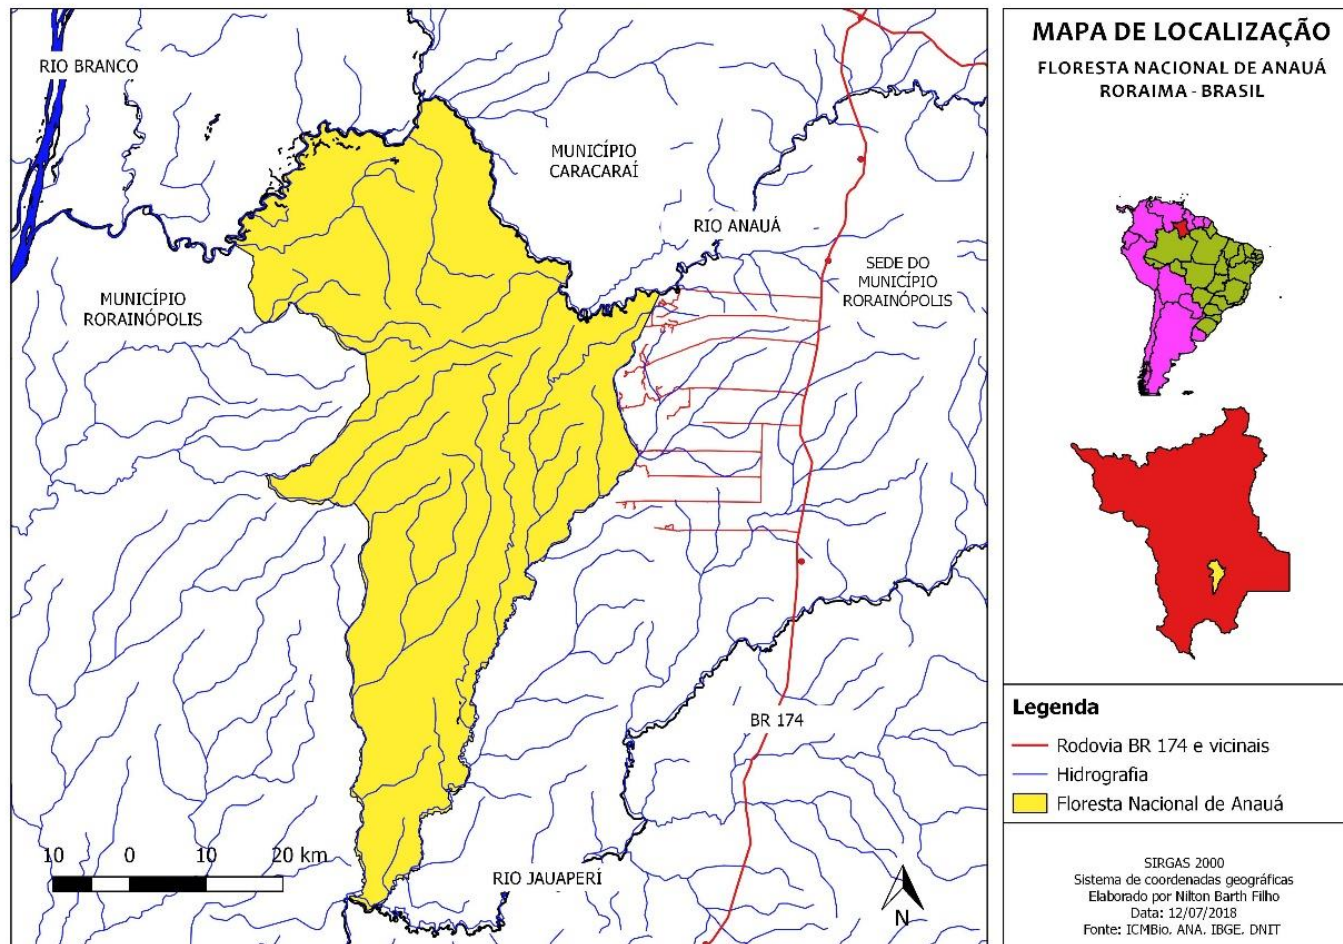 RIO BRANCO
MUNICÍPIO
CARACARAÍ
RIO ANAUÁ
SEDE DO
MUNICÍPIO
RORAINÓPOLIS
MUNICÍPIO
RORAINÓPOLIS
BR 174
RIO JAUAPERÍ
10 0 10 20 km
N
MAPA DE LOCALIZAÇÃO
FLORESTA NACIONAL DE ANAUÁ
RORAIMA - BRASIL
Legenda
Rodovia BR 174 e vicinais
Hidrografia
Floresta Nacional de Anauá
SIRGAS 2000
Sistema de coordenadas geográficas
Elaborado por Nilton Barth Filho
Data: 12/07/2018
Fonte: ICMBio, ANA, IBGE, DNIT